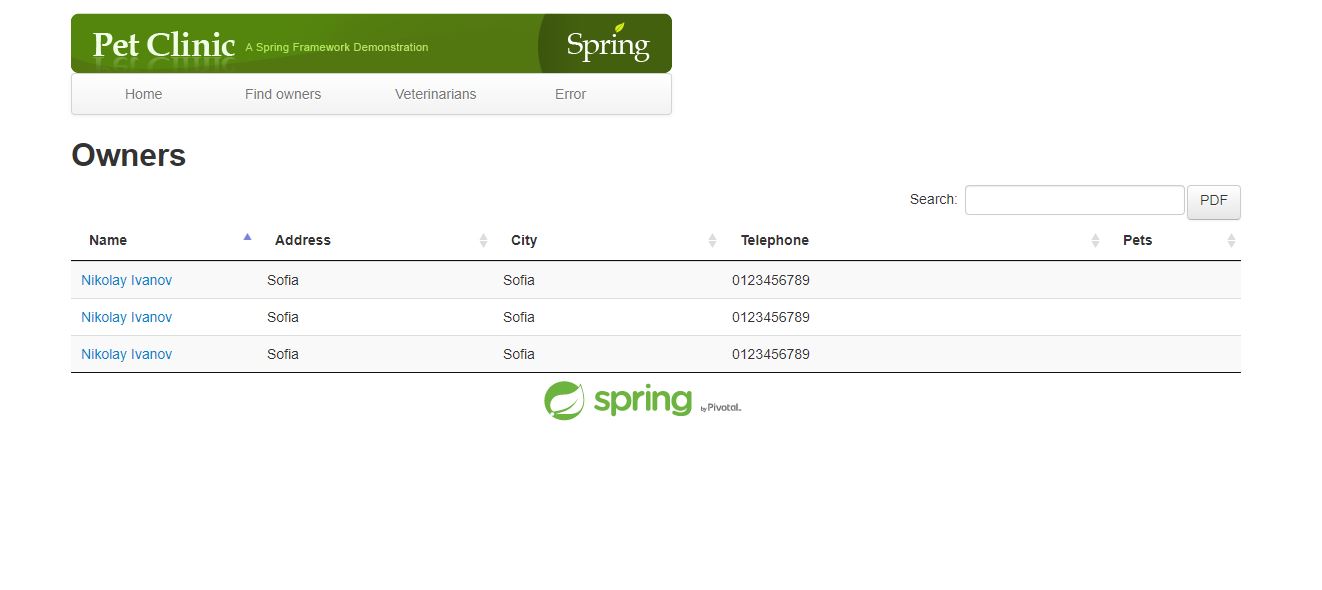 Pet Clinic A Spring Framework Demonstration Spring
Home Find owners Veterinarians Error
Owners
Search: PDF
Name Address City Telephone Pets
Nikolay Ivanov Sofia Sofia 0123456789
Nikolay Ivanov Sofia Sofia 0123456789
Nikolay Ivanov Sofia Sofia 0123456789
spring by Pivotal.